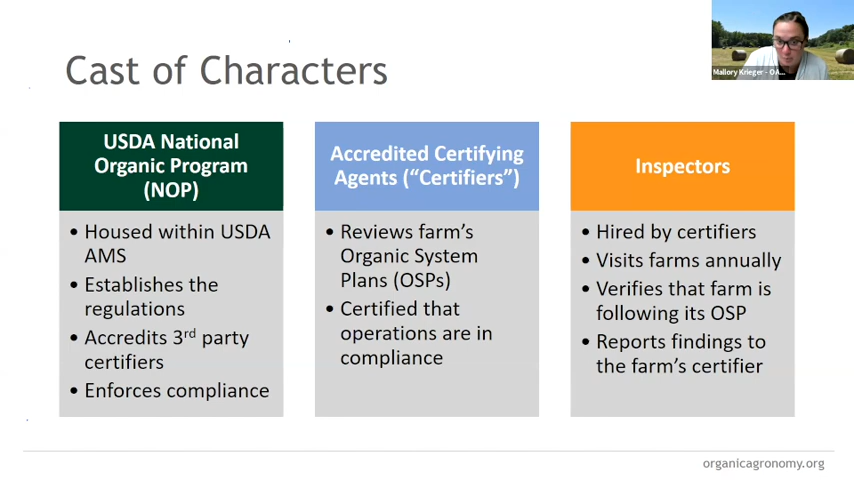 Mallory Krieger - OA...
Cast of Characters
USDA National
Organic Program
(NOP)
• Housed within USDA
AMS
• Establishes the
regulations
• Accredits 3rd party
certifiers
• Enforces compliance
Accredited Certifying
Agents (“Certifiers”)
• Reviews farm’s
Organic System
Plans (OSPs)
• Certified that
operations are in
compliance
Inspectors
• Hired by certifiers
• Visits farms annually
• Verifies that farm is
following its OSP
• Reports findings to
the farm’s certifier
organicagronomy.org